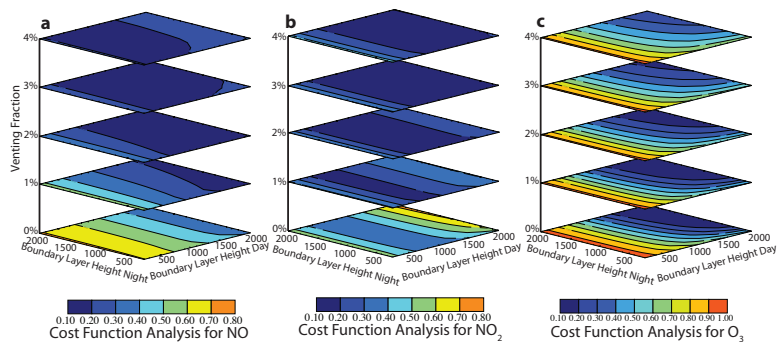 a
b
c
Venting Fraction
4%
3%
2%
1%
0%
2000
1500
1000
500
Boundary Layer Height Night
500
1000
1500
2000
Boundary Layer Height Day
4%
3%
2%
1%
0%
2000
1500
1000
500
Boundary Layer Height Night
500
1000
1500
2000
Boundary Layer Height Day
4%
3%
2%
1%
0%
2000
1500
1000
500
Boundary Layer Height Night
500
1000
1500
2000
Boundary Layer Height Day
0.10 0.20 0.30 0.40 0.50 0.60 0.70 0.80
Cost Function Analysis for NO
0.10 0.20 0.30 0.40 0.50 0.60 0.70 0.80
Cost Function Analysis for NO2
0.10 0.20 0.30 0.40 0.50 0.60 0.70 0.80 0.90 1.00
Cost Function Analysis for O3